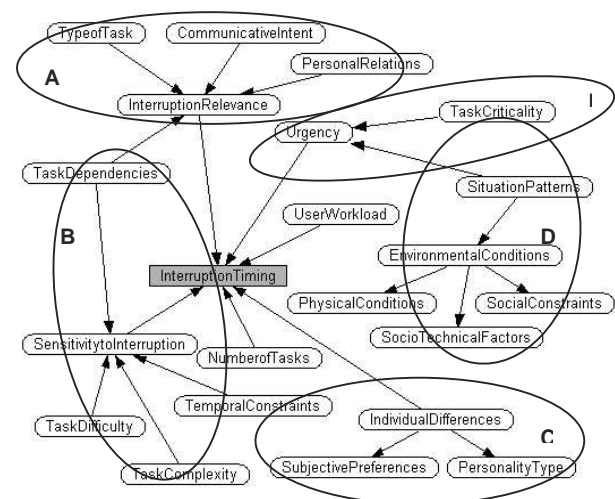 TypeofTask
CommunicativeIntent
A
PersonalRelations
InterruptionRelevance
I
TaskCriticality
Urgency
TaskDependencies
SituationPatterns
UserWorkload
B
D
EnvironmentalConditions
InterruptionTiming
PhysicalConditions
SocialConstraints
SocioTechnicalFactors
SensitivitytoInterruption
NumberofTasks
TemporalConstraints
IndividualDifferences
TaskDifficulty
C
SubjectivePreferences
PersonalityType
TaskComplexity